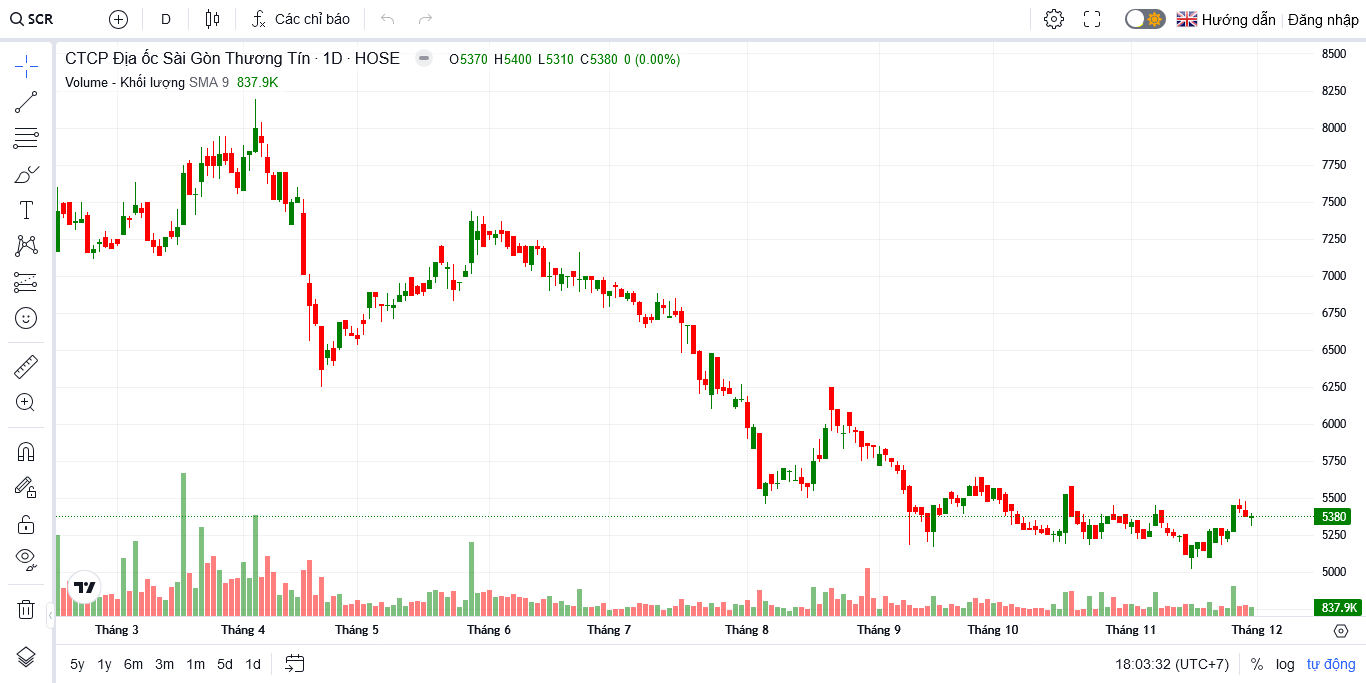 SCR D Các chỉ báo Hướng dẫn Đăng nhập
CTCP Địa ốc Sài Gòn Thương Tín · 1D · HOSE O5370 H5400 L5310 C5380 0 (0.00%)
Volume - Khối lượng SMA 9 837.9K
8500
8250
8000
7750
7500
7250
7000
6750
6500
6250
6000
5750
5500
5380
5250
5000
837.9K
Tháng 3 Tháng 4 Tháng 5 Tháng 6 Tháng 7 Tháng 8 Tháng 9 Tháng 10 Tháng 11 Tháng 12
5y 1y 6m 3m 1m 5d 1d 18:03:32 (UTC+7) % log tự động